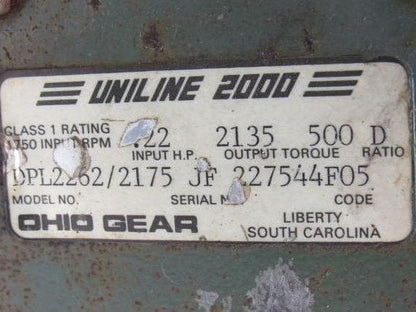 UNILINE 2000
CLASS 1 RATING .22 2135 500 D
1750 INPUT RPM INPUT H.P. OUTPUT TORQUE RATIO
DPL2262/2175 JF 227544F05
MODEL NO. SERIAL CODE
OHIO GEAR LIBERTY
SOUTH CAROLINA